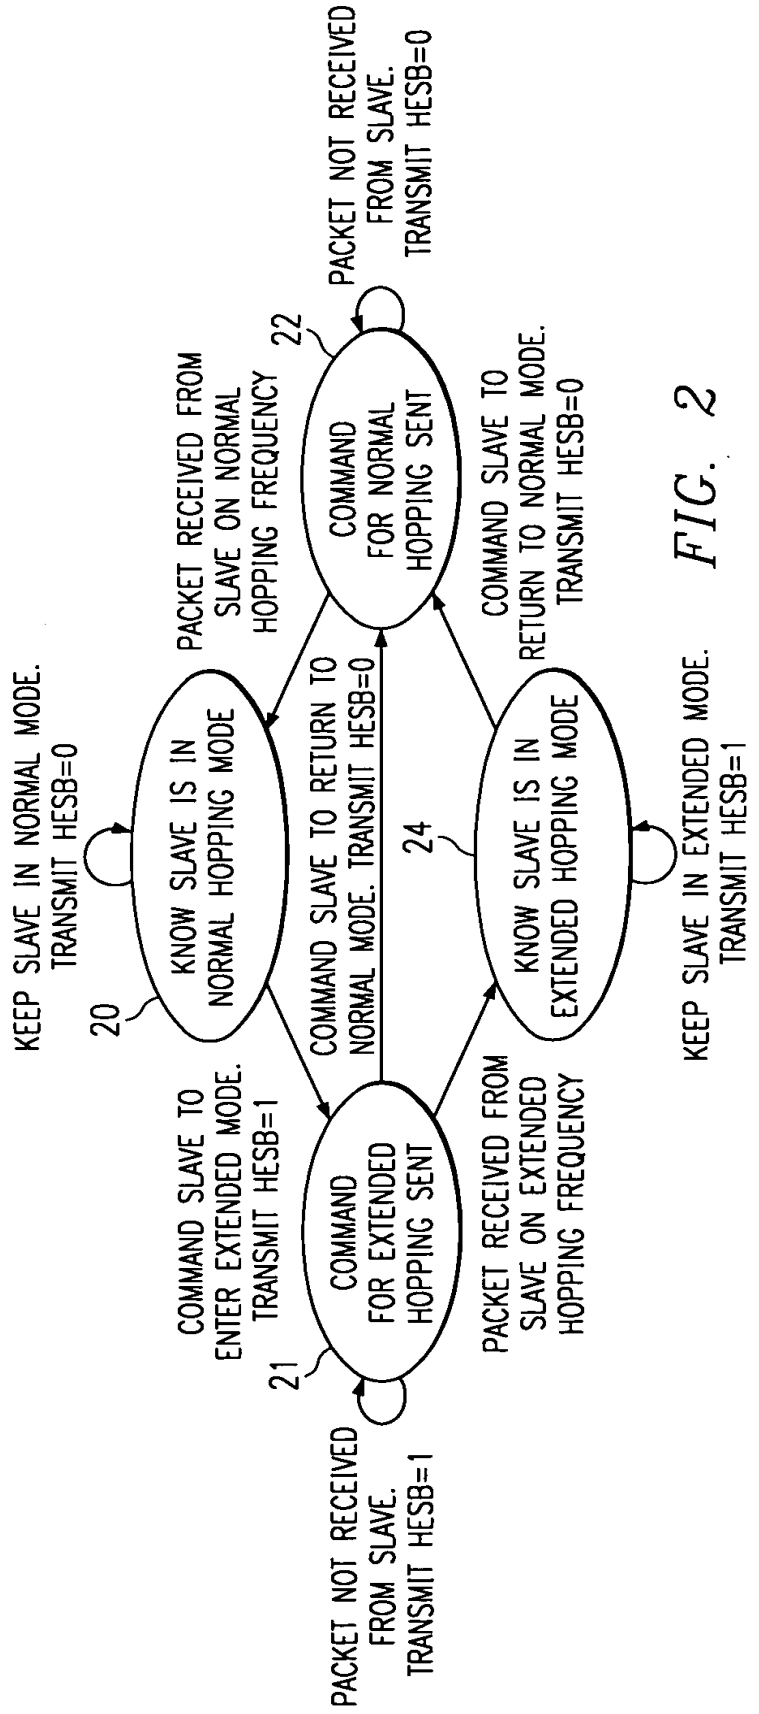 KEEP SLAVE IN NORMAL MODE.
TRANSMIT HESB=0
20
KNOW SLAVE IS IN
NORMAL HOPPING MODE
COMMAND SLAVE TO
ENTER EXTENDED MODE.
TRANSMIT HESB=1
PACKET RECEIVED FROM
SLAVE ON NORMAL
HOPPING FREQUENCY
21
COMMAND
FOR EXTENDED
HOPPING SENT
PACKET NOT RECEIVED
FROM SLAVE.
TRANSMIT HESB=1
COMMAND SLAVE TO RETURN TO
NORMAL MODE. TRANSMIT HESB=0
22
COMMAND
FOR NORMAL
HOPPING SENT
PACKET NOT RECEIVED
FROM SLAVE.
TRANSMIT HESB=0
PACKET RECEIVED FROM
SLAVE ON EXTENDED
HOPPING FREQUENCY
24
KNOW SLAVE IS IN
EXTENDED HOPPING MODE
COMMAND SLAVE TO
RETURN TO NORMAL MODE.
TRANSMIT HESB=0
KEEP SLAVE IN EXTENDED MODE.
TRANSMIT HESB=1
FIG. 2